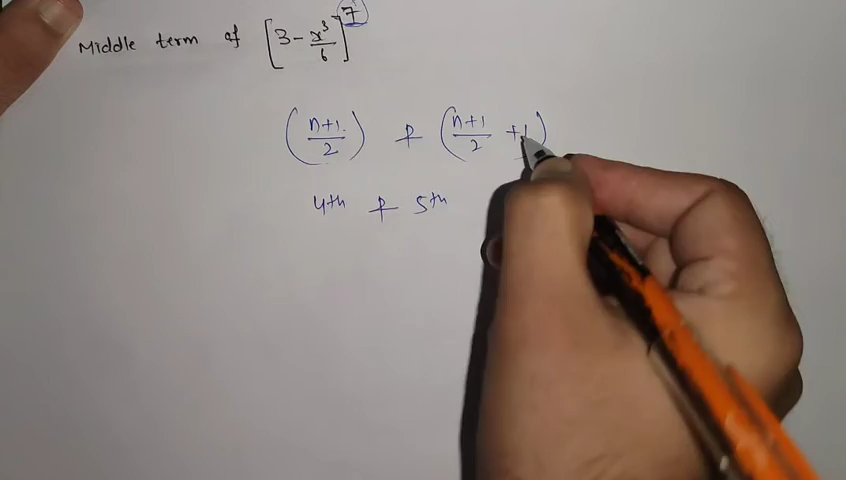 Middle term of [3 - x³/6]⁷
(n+1/2) & (n+1/2 +1)
4th & 5th